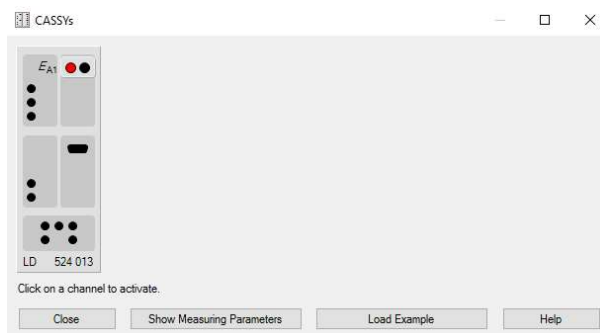 CASSYs
EA1
LD 524 013
Click on a channel to activate.
Close Show Measuring Parameters Load Example Help